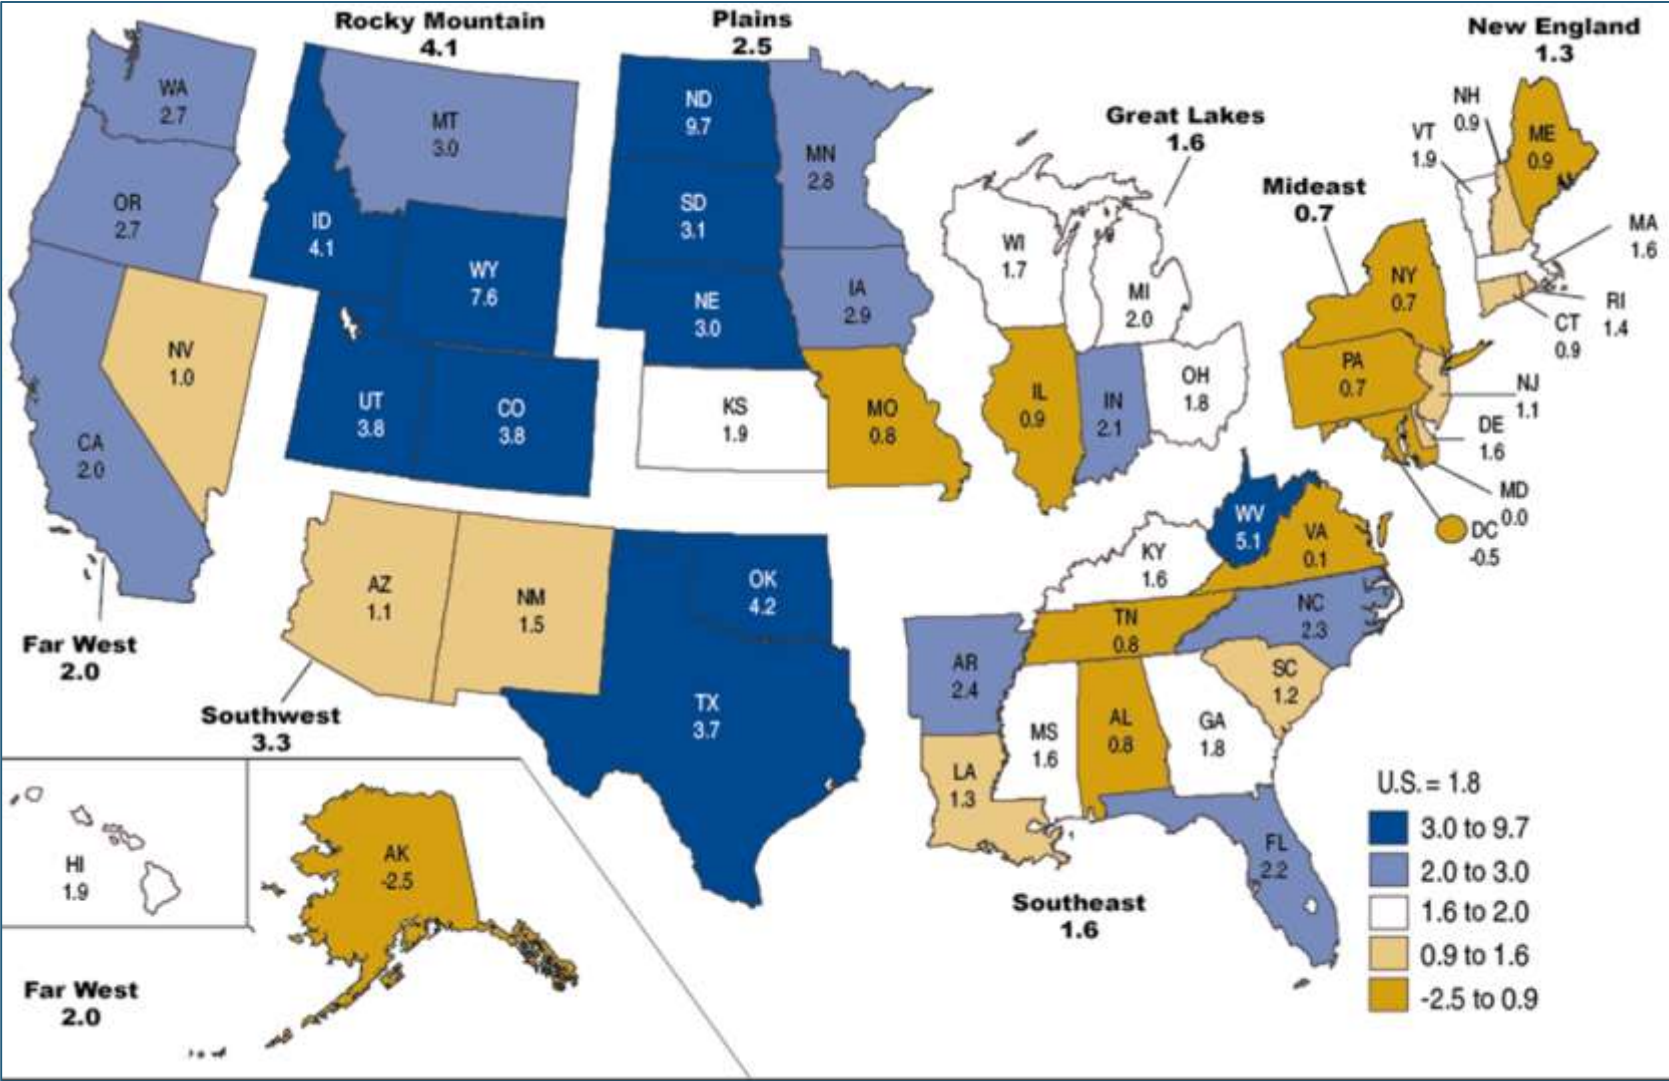 Rocky Mountain
4.1
Plains
2.5
New England
1.3
Great Lakes
1.6
Mideast
0.7
WA
2.7
OR
2.7
CA
2.0
NV
1.0
Far West
2.0
MT
3.0
ID
4.1
WY
7.6
UT
3.8
CO
3.8
ND
9.7
SD
3.1
NE
3.0
KS
1.9
MN
2.8
IA
2.9
MO
0.8
WI
1.7
MI
2.0
IL
0.9
IN
2.1
OH
1.8
NH
0.9
VT
1.9
ME
0.9
MA
1.6
RI
1.4
CT
0.9
NY
0.7
PA
0.7
NJ
1.1
DE
1.6
MD
0.0
DC
-0.5
AZ
1.1
NM
1.5
OK
4.2
TX
3.7
Southwest
3.3
WV
5.1
VA
0.1
KY
1.6
TN
0.8
NC
2.3
SC
1.2
AR
2.4
LA
1.3
MS
1.6
AL
0.8
GA
1.8
FL
2.2
Southeast
1.6
HI
1.9
AK
-2.5
Far West
2.0
U.S. = 1.8
3.0 to 9.7
2.0 to 3.0
1.6 to 2.0
0.9 to 1.6
-2.5 to 0.9